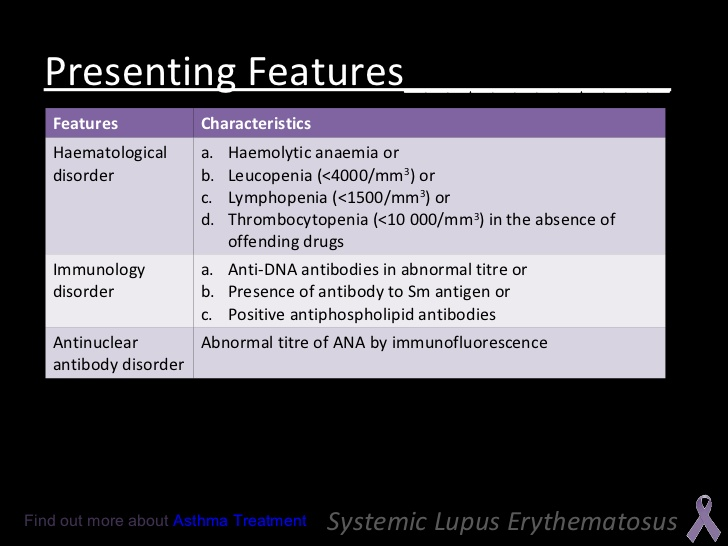 Presenting Features
Features Characteristics
Haematological disorder
a. Haemolytic anaemia or
b. Leucopenia (<4000/mm³) or
c. Lymphopenia (<1500/mm³) or
d. Thrombocytopenia (<10 000/mm³) in the absence of
offending drugs
Immunology disorder
a. Anti-DNA antibodies in abnormal titre or
b. Presence of antibody to Sm antigen or
c. Positive antiphospholipid antibodies
Antinuclear antibody disorder
Abnormal titre of ANA by immunofluorescence
Find out more about Asthma Treatment
Systemic Lupus Erythematosus